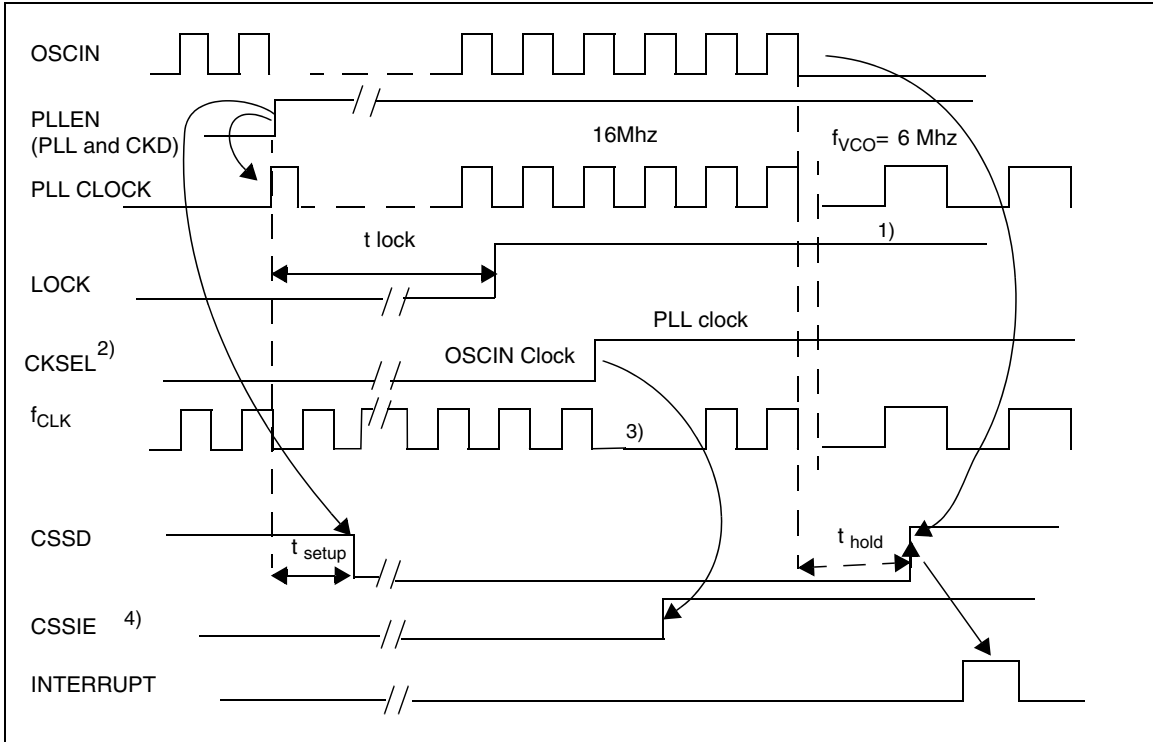 OSCIN
PLLEN
(PLL and CKD)
16Mhz
fVCO= 6 Mhz
PLL CLOCK
t lock
1)
LOCK
PLL clock
CKSEL2)
OSCIN Clock
fCLK
3)
CSSD
t setup
t hold
CSSIE 4)
INTERRUPT